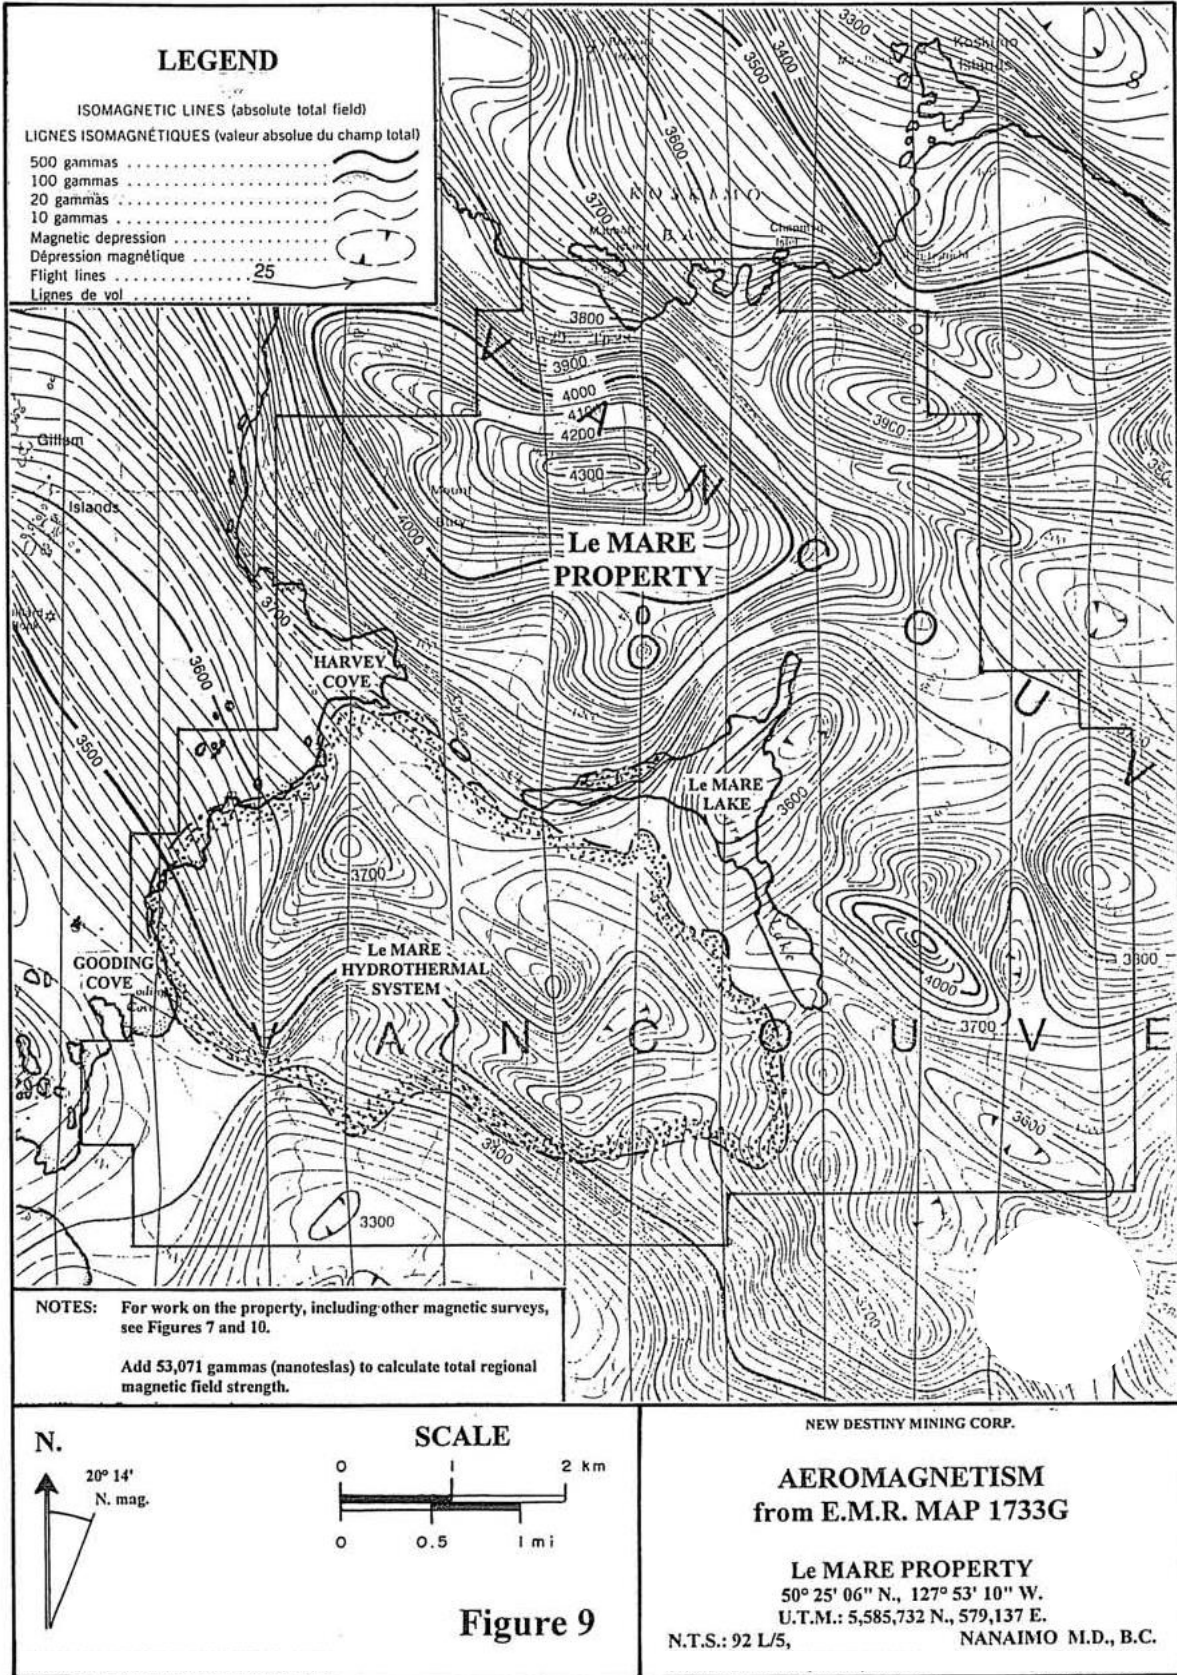 LEGEND
ISOMAGNETIC LINES (absolute total field)
LIGNES ISOMAGNÉTIQUES (valeur absolue du champ total)
500 gammas
100 gammas
20 gammas
10 gammas
Magnetic depression
Dépression magnétique
Flight lines 25
Lignes de vol
3300
Koskimo
Islands
3400
3500
3600
KOSKIMO
3700
BAY
3800
3900
4000
4100
4200
4300
3900
Gillum
Islands
Mount
4000
Le MARE
PROPERTY
V A N C O U V
3700
HARVEY
COVE
3600
3500
Le MARE
LAKE
3600
3700
Le MARE
HYDROTHERMAL
SYSTEM
GOODING
COVE
4000
3800
3700
V A N C O U V E
3600
3400
3300
NOTES: For work on the property, including other magnetic surveys,
see Figures 7 and 10.
Add 53,071 gammas (nanoteslas) to calculate total regional
magnetic field strength.
N.
20° 14'
N. mag.
SCALE
0 1 2 km
0 0.5 1 mi
Figure 9
NEW DESTINY MINING CORP.
AEROMAGNETISM
from E.M.R. MAP 1733G
Le MARE PROPERTY
50° 25' 06" N., 127° 53' 10" W.
U.T.M.: 5,585,732 N., 579,137 E.
N.T.S.: 92 L/5, NANAIMO M.D., B.C.